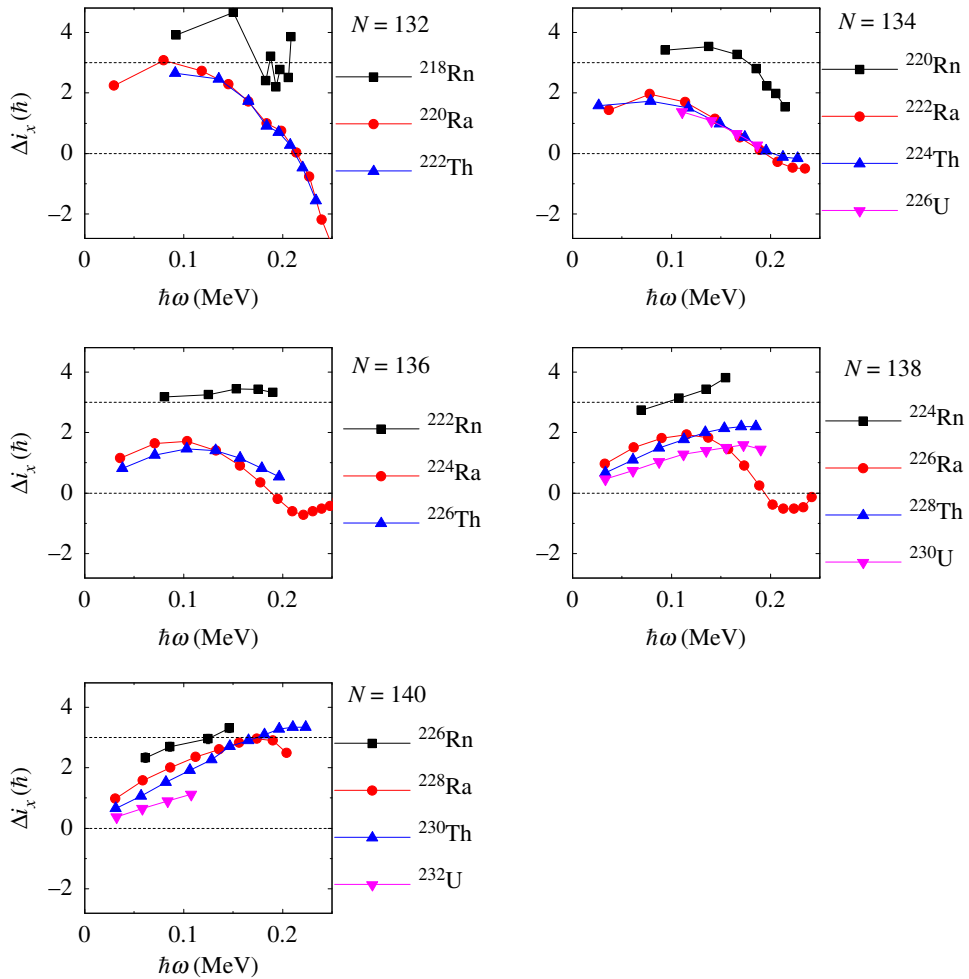 N = 132
4
2
0
−2
Δi_x (ħ)
0
0.1
0.2
ħω (MeV)
²¹⁸Rn
²²⁰Ra
²²²Th
N = 134
4
2
0
−2
0
0.1
0.2
ħω (MeV)
²²⁰Rn
²²²Ra
²²⁴Th
²²⁶U
N = 136
4
2
0
−2
Δi_x (ħ)
0
0.1
0.2
ħω (MeV)
²²²Rn
²²⁴Ra
²²⁶Th
N = 138
4
2
0
−2
0
0.1
0.2
ħω (MeV)
²²⁴Rn
²²⁶Ra
²²⁸Th
²³⁰U
N = 140
4
2
0
−2
Δi_x (ħ)
0
0.1
0.2
ħω (MeV)
²²⁶Rn
²²⁸Ra
²³⁰Th
²³²U